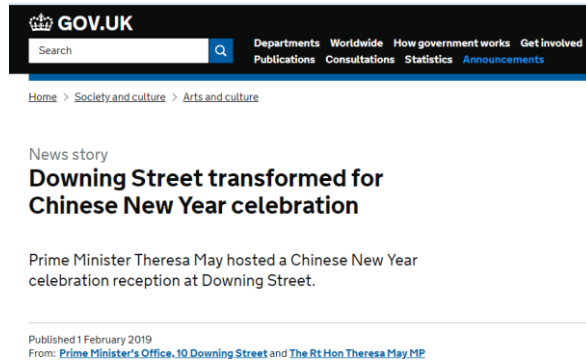 GOV.UK
Search
Departments Worldwide How government works Get involved
Publications Consultations Statistics Announcements
Home > Society and culture > Arts and culture
News story
Downing Street transformed for
Chinese New Year celebration
Prime Minister Theresa May hosted a Chinese New Year
celebration reception at Downing Street.
Published 1 February 2019
From: Prime Minister's Office, 10 Downing Street and The Rt Hon Theresa May MP